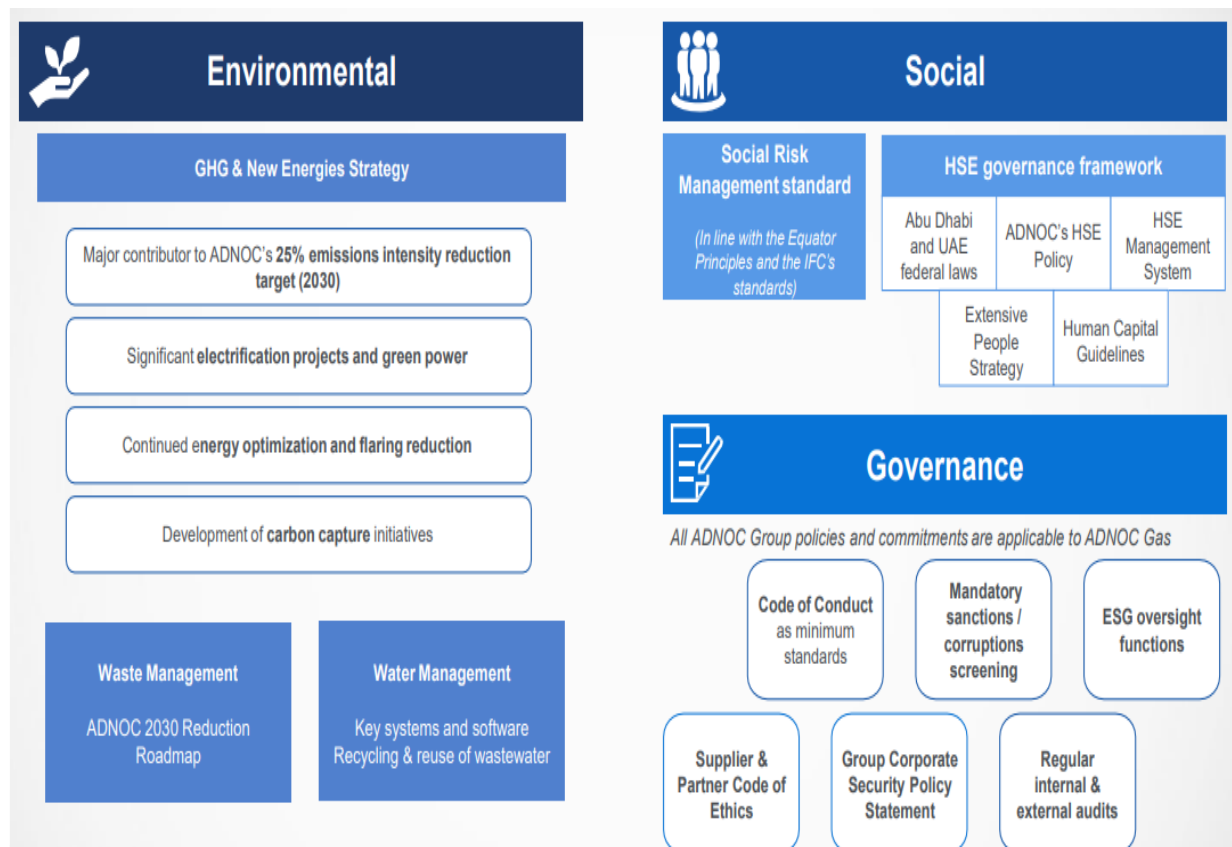 Environmental
GHG & New Energies Strategy
Major contributor to ADNOC's 25% emissions intensity reduction
target (2030)
Significant electrification projects and green power
Continued energy optimization and flaring reduction
Development of carbon capture initiatives
Waste Management
ADNOC 2030 Reduction
Roadmap
Water Management
Key systems and software
Recycling & reuse of wastewater
Social
Social Risk
Management standard
(In line with the Equator
Principles and the IFC's
standards)
HSE governance framework
Abu Dhabi
and UAE
federal laws
ADNOC's HSE
Policy
HSE
Management
System
Extensive
People
Strategy
Human Capital
Guidelines
Governance
All ADNOC Group policies and commitments are applicable to ADNOC Gas
Code of Conduct
as minimum
standards
Mandatory
sanctions /
corruptions
screening
ESG oversight
functions
Supplier &
Partner Code of
Ethics
Group Corporate
Security Policy
Statement
Regular
internal &
external audits